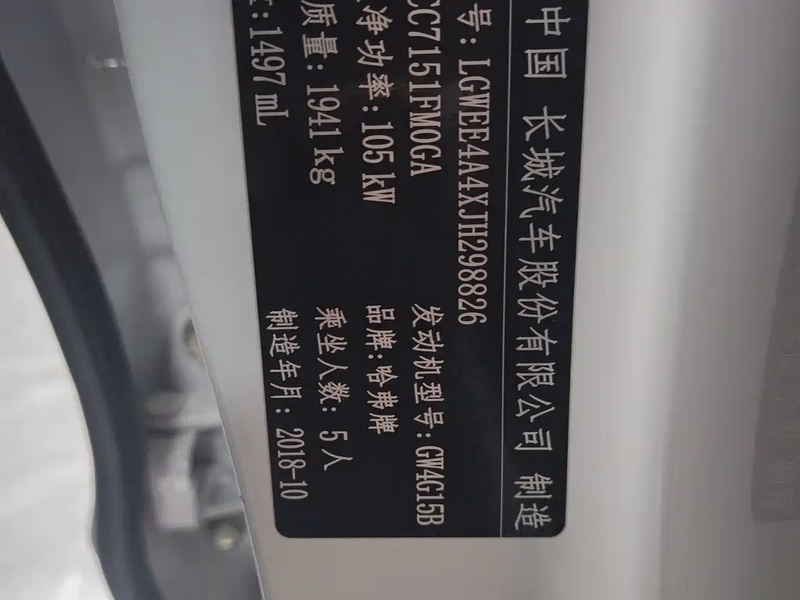 中国 长城汽车股份有限公司 制造
号: LGWEE4A4XJH298826
CC7151FM0GA 发动机型号: GW4G15B
净功率: 105 kW 品牌: 哈弗牌
质量: 1941 kg 乘坐人数: 5 人
: 1497 mL 制造年月: 2018-10